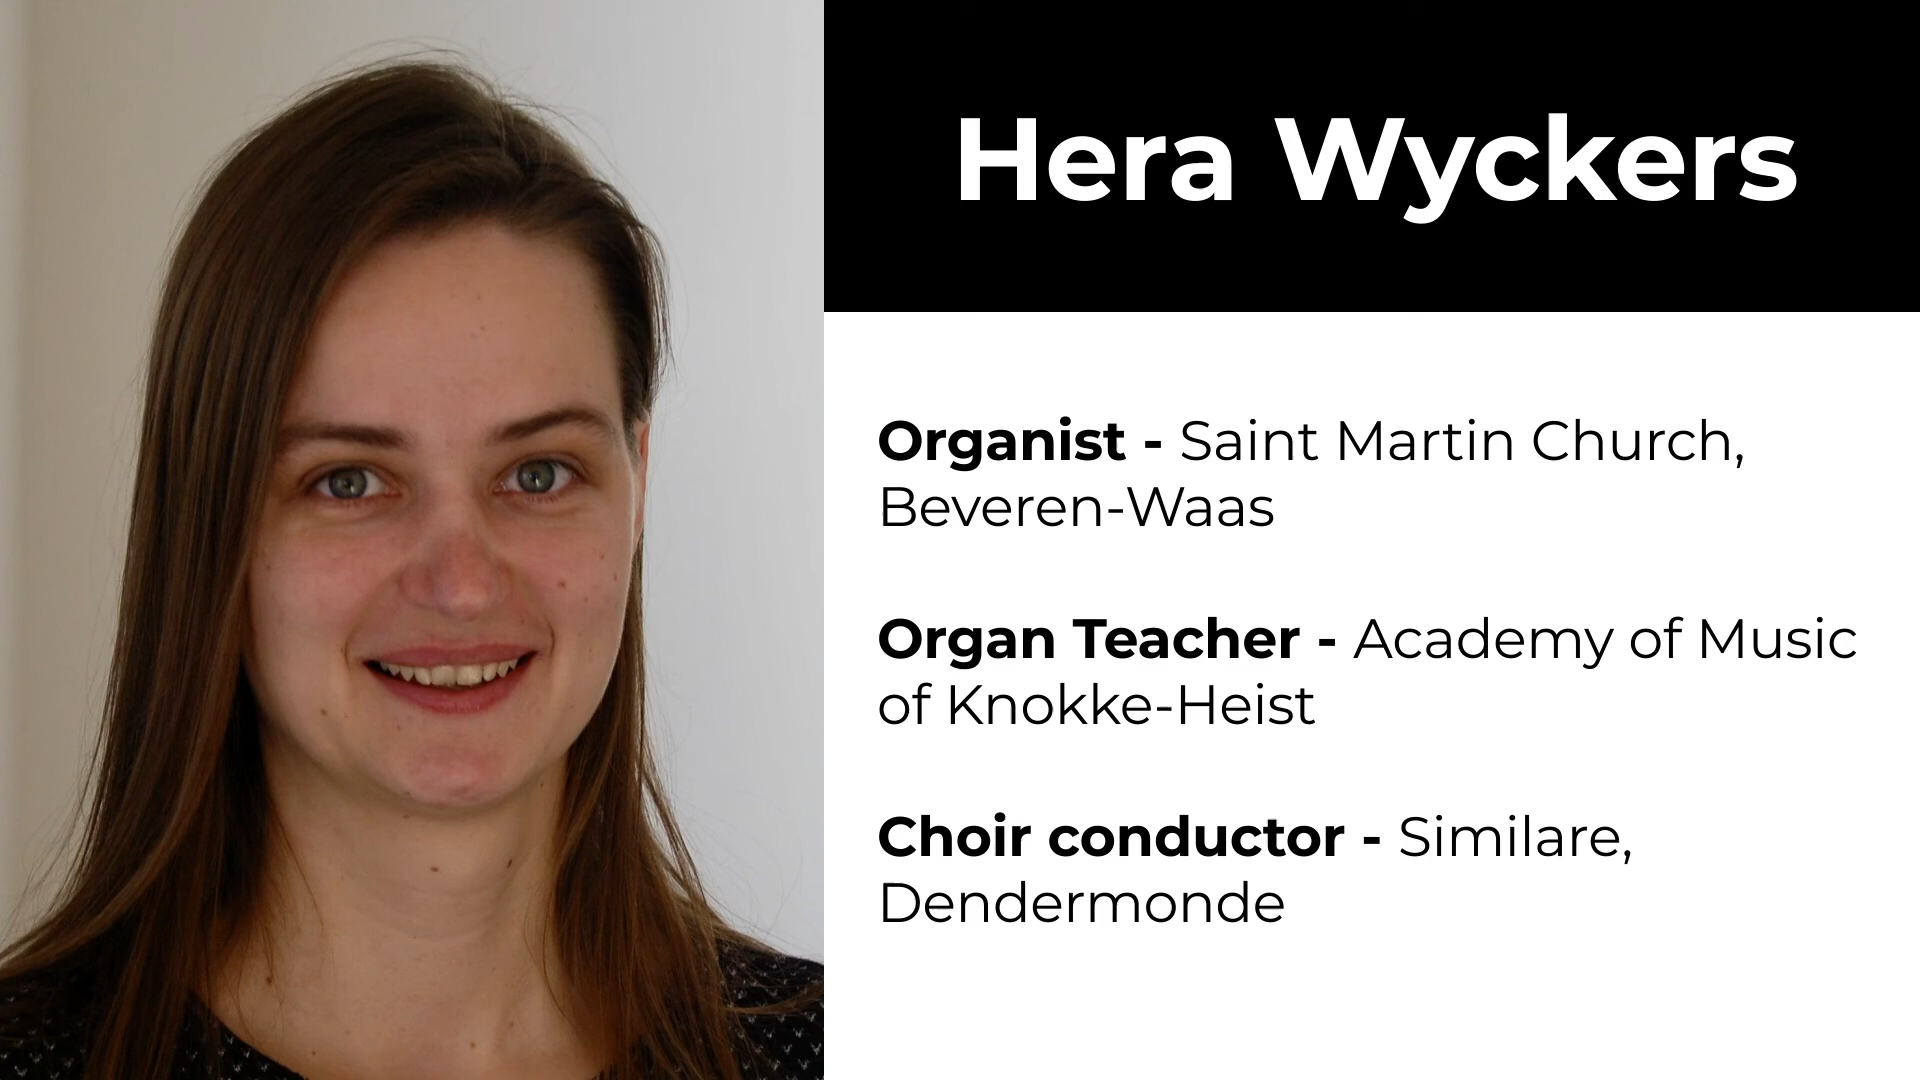 Hera Wyckers
Organist - Saint Martin Church,
Beveren-Waas
Organ Teacher - Academy of Music
of Knokke-Heist
Choir conductor - Similare,
Dendermonde